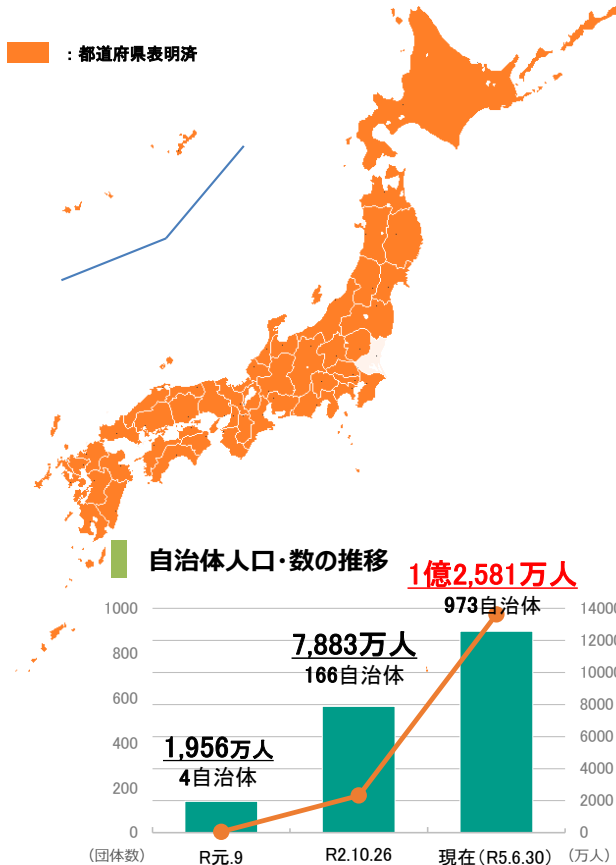 ：都道府県表明済
自治体人口・数の推移
1億2,581万人
973自治体
7,883万人
166自治体
1,956万人
4自治体
1000
800
600
400
200
0
14000
12000
10000
8000
6000
4000
2000
0
（団体数）
R元.9
R2.10.26
現在（R5.6.30）
（万人）